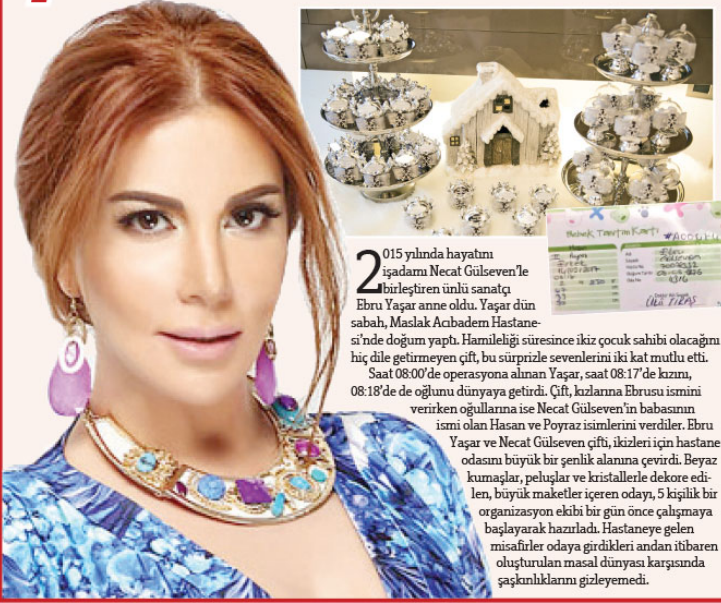 Bebek Tanıtım Kartı
2015 yılında hayatını
işadamı Necat Gülseven'le
birleştiren ünlü sanatçı
Ebru Yaşar anne oldu. Yaşar dün
sabah, Maslak Acıbadem Hastane-
si'nde doğum yaptı. Hamileliği süresince ikiz çocuk sahibi olacağını
hiç dile getirmeyen çift, bu sürprizle sevenlerini iki kat mutlu etti.
Saat 08:00'de operasyona alınan Yaşar, saat 08:17'de kızını,
08:18'de de oğlunu dünyaya getirdi. Çift, kızlarına Ebrusu ismini
verirken oğullarına ise Necat Gülseven'in babasının
ismi olan Hasan ve Poyraz isimlerini verdiler. Ebru
Yaşar ve Necat Gülseven çifti, ikizleri için hastane
odasını büyük bir şenlik alanına çevirdi. Beyaz
kumaşlar, peluşlar ve kristallerle dekore edi-
len, büyük maketler içeren odayı, 5 kişilik bir
organizasyon ekibi bir gün önce çalışmaya
başlayarak hazırladı. Hastaneye gelen
misafirler odaya girdikleri andan itibaren
oluşturulan masal dünyası karşısında
şaşkınlıklarını gizleyemedi.